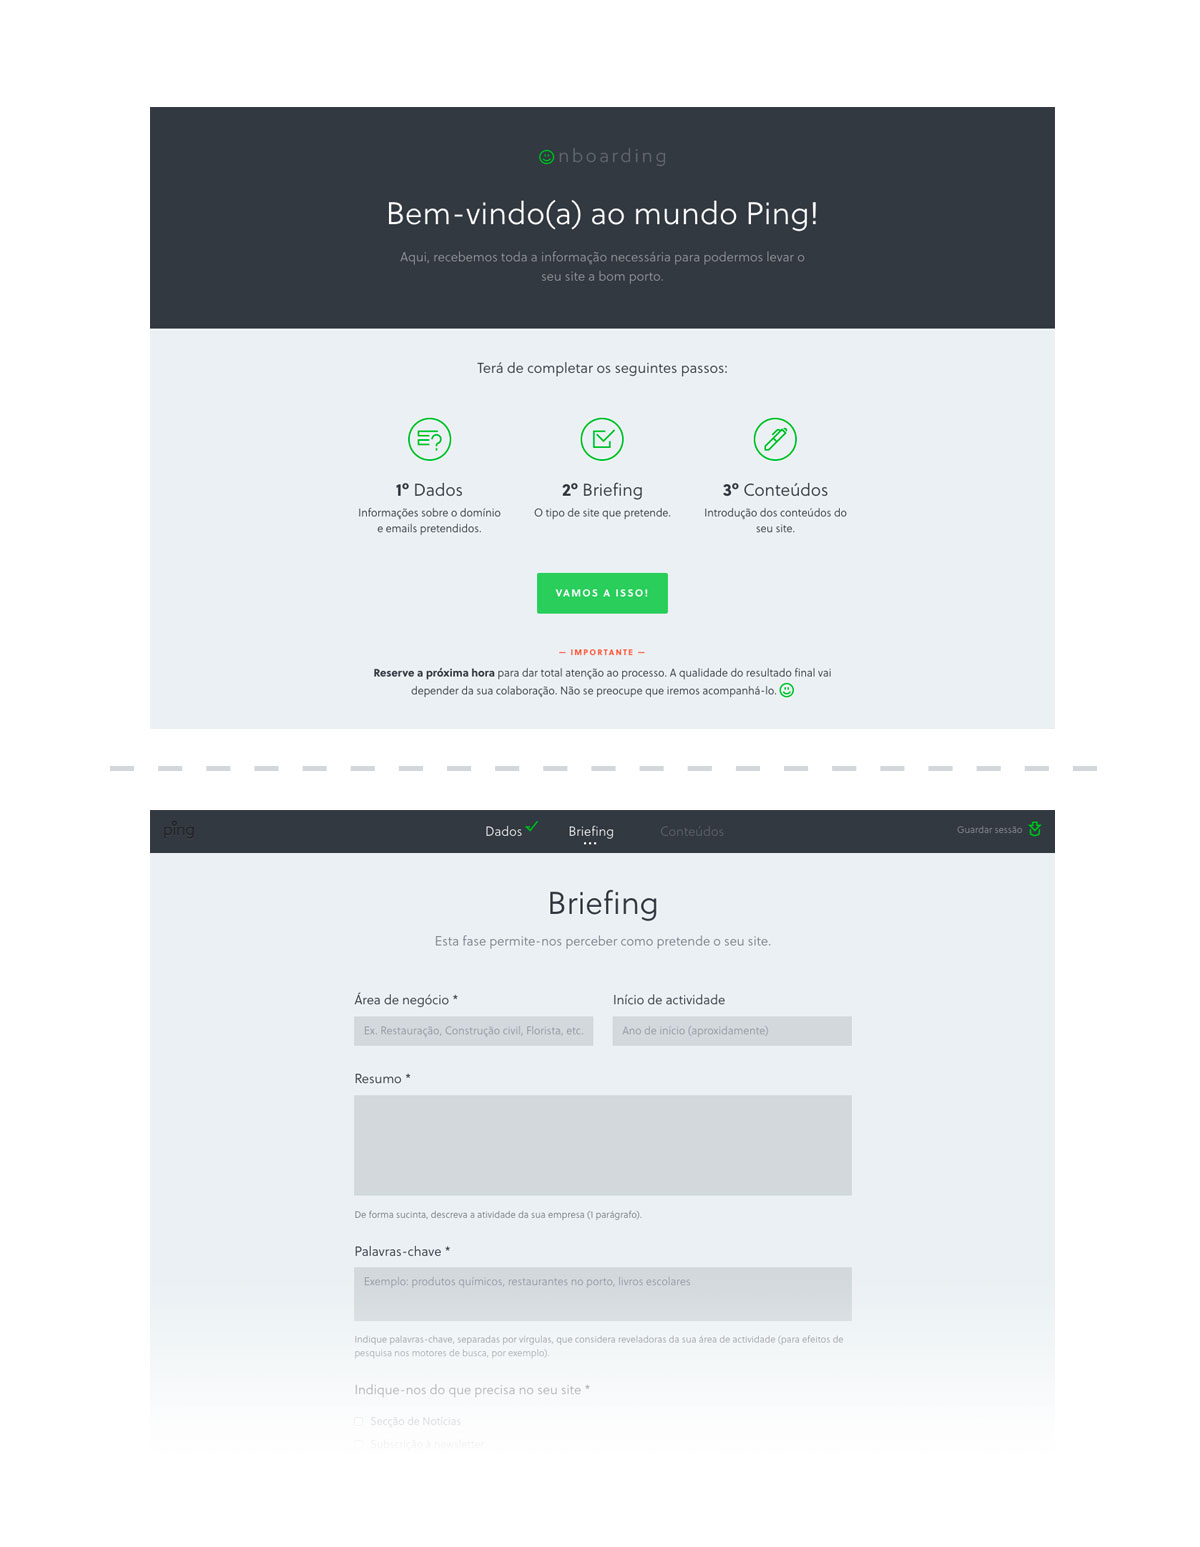 nboarding
Bem-vindo(a) ao mundo Ping!
Aqui, recebemos toda a informação necessária para podermos levar o
seu site a bom porto.
Terá de completar os seguintes passos:
1º Dados
Informações sobre o domínio
e emails pretendidos.
2º Briefing
O tipo de site que pretende.
3º Conteúdos
Introdução dos conteúdos do
seu site.
VAMOS A ISSO!
— IMPORTANTE —
Reserve a próxima hora para dar total atenção ao processo. A qualidade do resultado final vai
depender da sua colaboração. Não se preocupe que iremos acompanhá-lo.
ping
Dados
Briefing
Conteúdos
Guardar sessão
Briefing
Esta fase permite-nos perceber como pretende o seu site.
Área de negócio *
Ex. Restauração, Construção civil, Florista, etc.
Início de actividade
Ano de início (aproxidamente)
Resumo *
De forma sucinta, descreva a atividade da sua empresa (1 parágrafo).
Palavras-chave *
Exemplo: produtos químicos, restaurantes no porto, livros escolares
Indique palavras-chave, separadas por vírgulas, que considera reveladoras da sua área de actividade (para efeitos de
pesquisa nos motores de busca, por exemplo).
Indique-nos do que precisa no seu site *
Secção de Notícias
Subscrição à newsletter